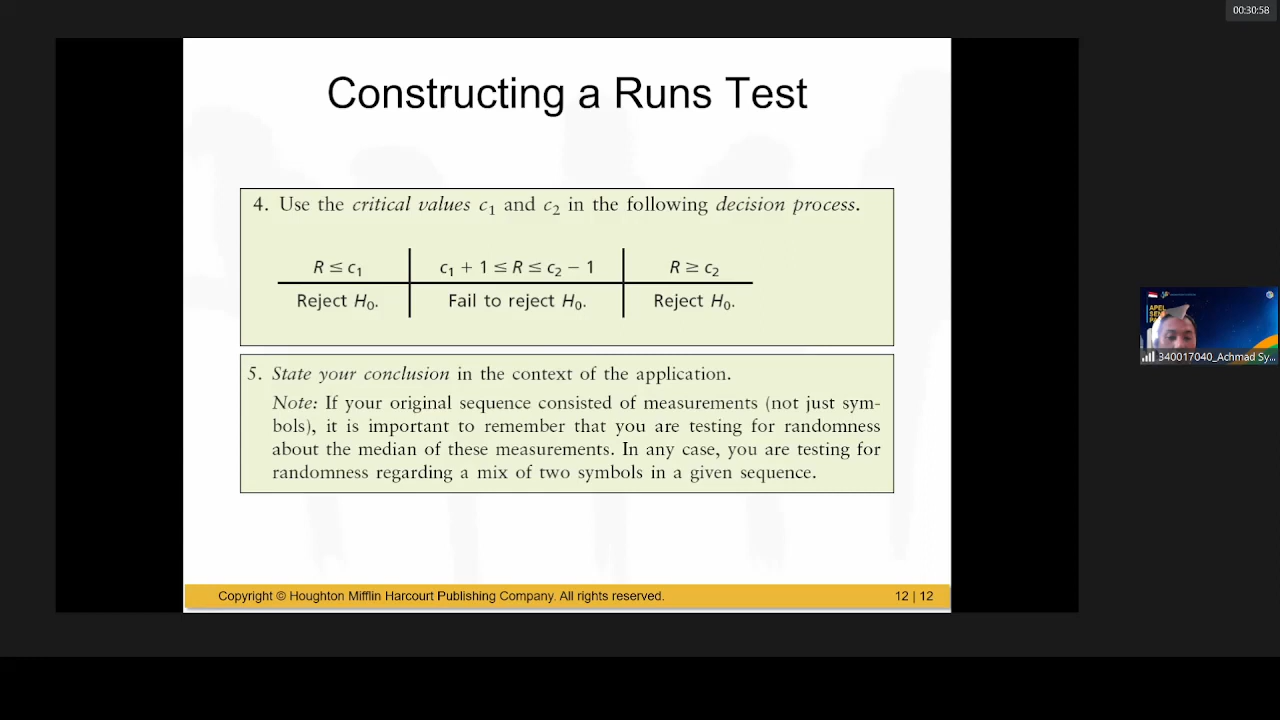 00:30:58
Constructing a Runs Test
4. Use the critical values c₁ and c₂ in the following decision process.
R ≤ c₁ c₁ + 1 ≤ R ≤ c₂ − 1 R ≥ c₂
Reject H₀. Fail to reject H₀. Reject H₀.
5. State your conclusion in the context of the application.
Note: If your original sequence consisted of measurements (not just sym-
bols), it is important to remember that you are testing for randomness
about the median of these measurements. In any case, you are testing for
randomness regarding a mix of two symbols in a given sequence.
Copyright © Houghton Mifflin Harcourt Publishing Company. All rights reserved. 12 | 12
APEL
340017040_Achmad Sy...